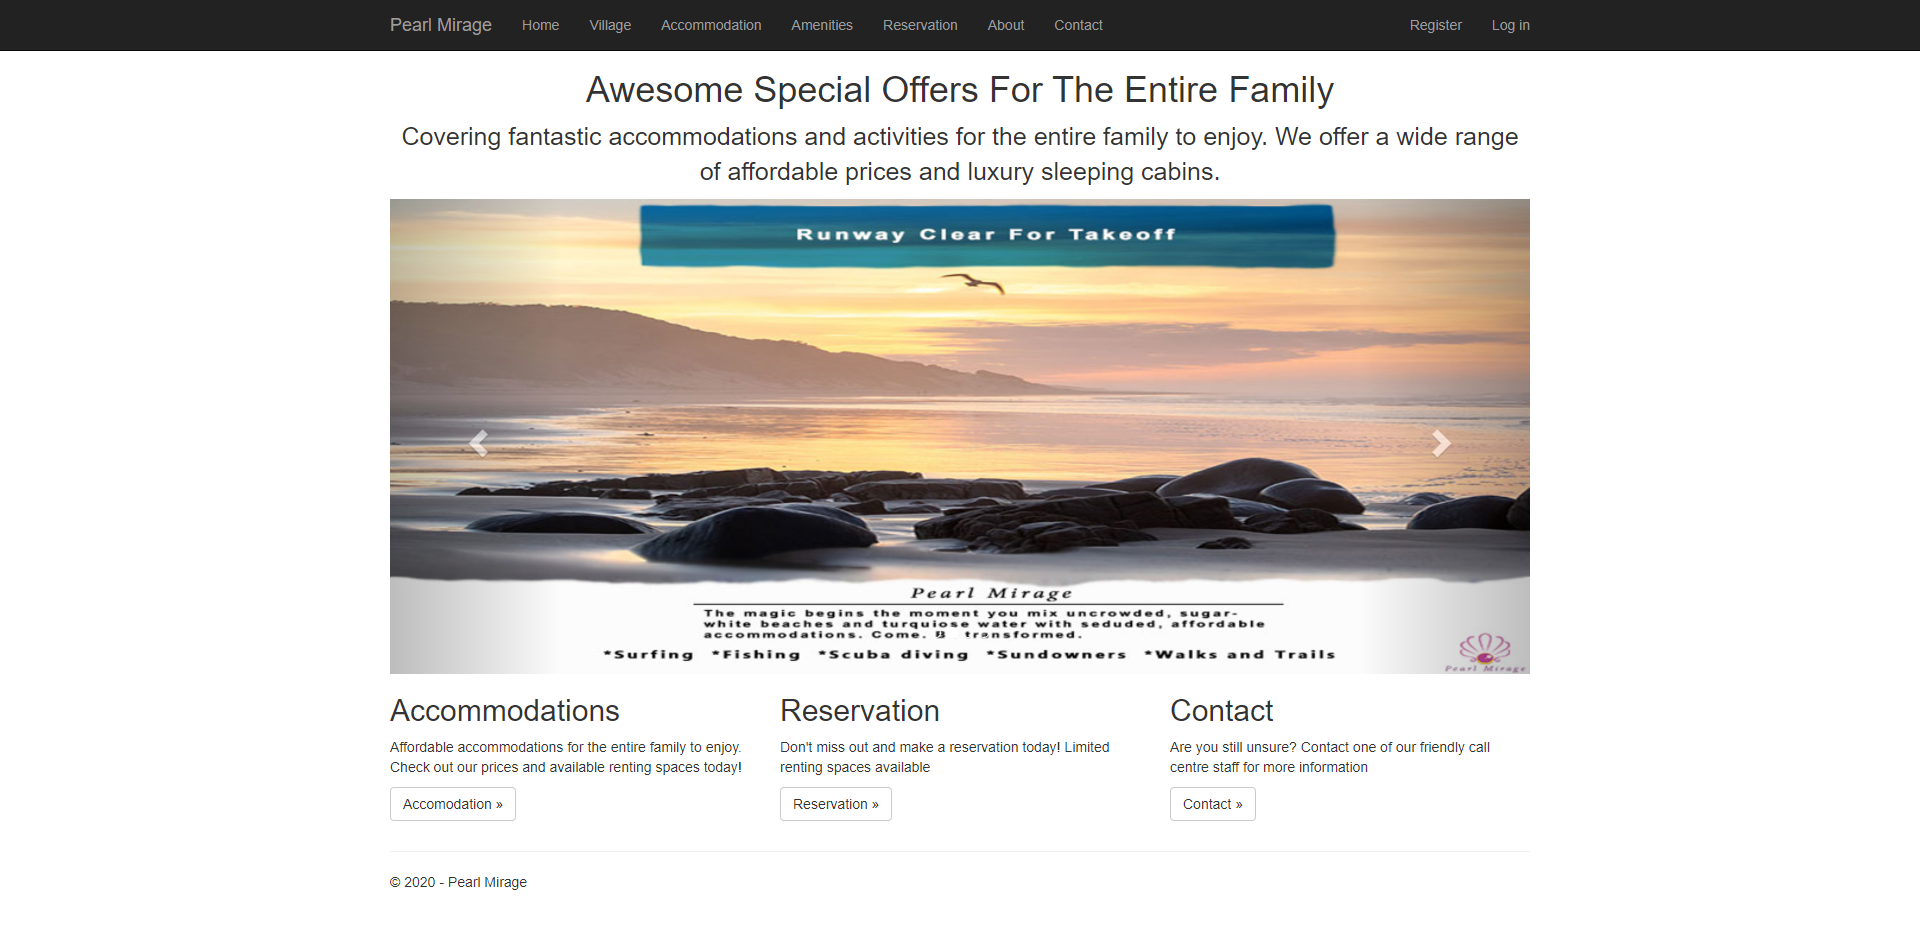 Pearl Mirage Home Village Accommodation Amenities Reservation About Contact Register Log in
Awesome Special Offers For The Entire Family
Covering fantastic accommodations and activities for the entire family to enjoy. We offer a wide range
of affordable prices and luxury sleeping cabins.
Runway Clear For Takeoff
Pearl Mirage
The magic begins the moment you mix uncrowded, sugar-
white beaches and turquiose water with seduded, affordable
accommodations. Come. transformed.
*Surfing *Fishing *Scuba diving *Sundowners *Walks and Trails
Pearl Mirage
Accommodations
Affordable accommodations for the entire family to enjoy.
Check out our prices and available renting spaces today!
Accomodation »
Reservation
Don't miss out and make a reservation today! Limited
renting spaces available
Reservation »
Contact
Are you still unsure? Contact one of our friendly call
centre staff for more information
Contact »
© 2020 - Pearl Mirage